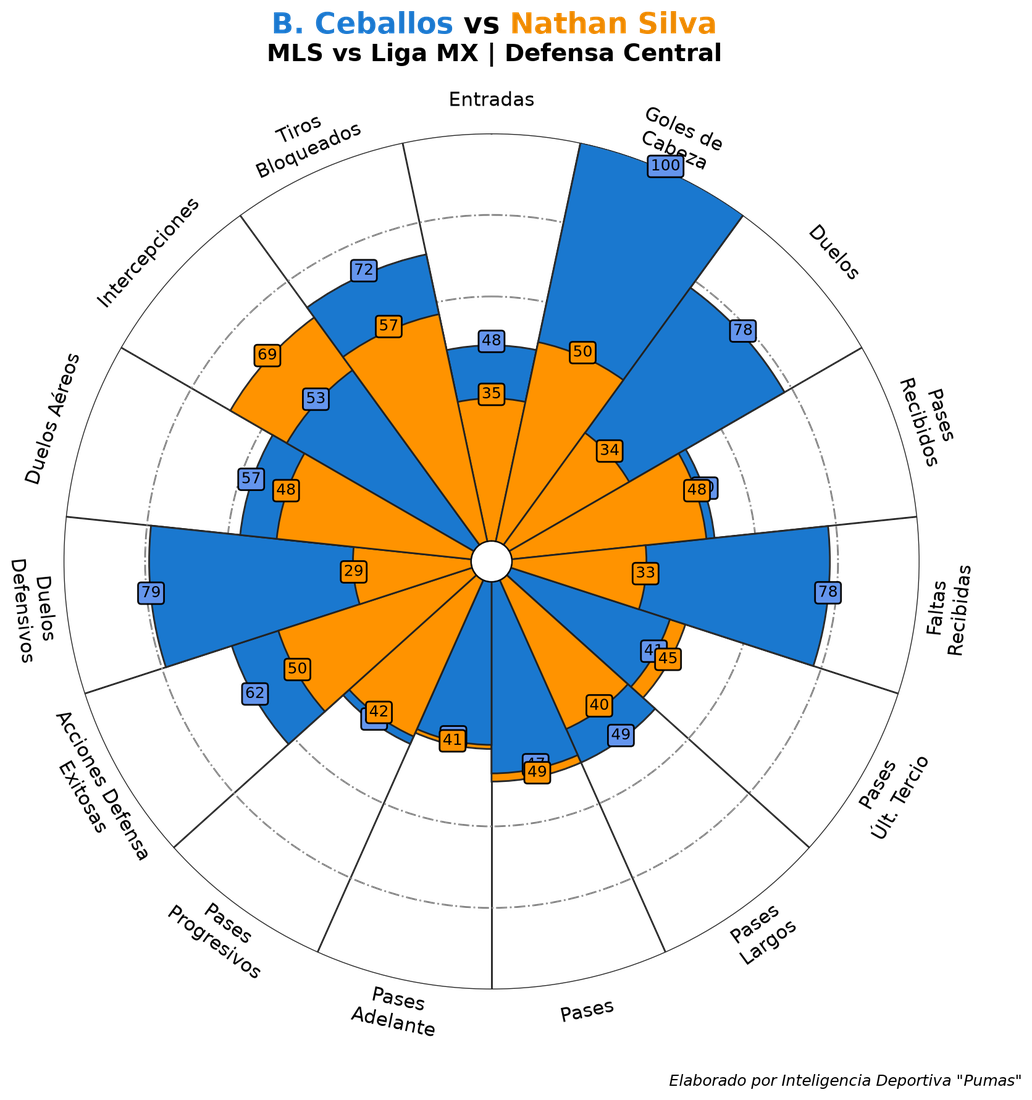 B. Ceballos vs Nathan Silva
MLS vs Liga MX | Defensa Central
Entradas
48
35
Goles de
Cabeza
100
50
Duelos
78
34
Pases
Recibidos
48
Faltas
Recibidas
78
33
Pases
Últ. Tercio
41
45
Pases
Largos
49
40
Pases
47
49
Pases
Adelante
41
Pases
Progresivos
42
Acciones Defensa
Exitosas
62
50
Duelos
Defensivos
79
29
Duelos Aéreos
57
48
Intercepciones
53
69
Tiros
Bloqueados
72
57
Elaborado por Inteligencia Deportiva "Pumas"